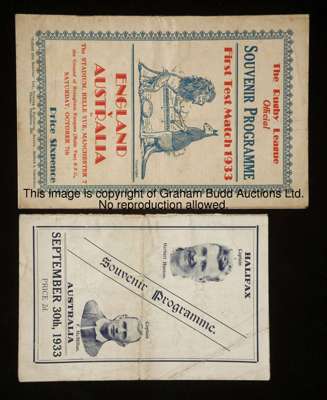 The Rugby League
Official
SOUVENIR PROGRAMME
First Test Match 1933
ENGLAND
AUSTRALIA
The STADIUM, BELLE VUE, MANCHESTER
SATURDAY, OCTOBER 7th
Price Sixpence
This image is copyright of Graham Budd Auctions Ltd.
No reproduction allowed.
HALIFAX
Captain
Souvenir Programme.
Captain
AUSTRALIA
SEPTEMBER 30th, 1933
PRICE 2d.